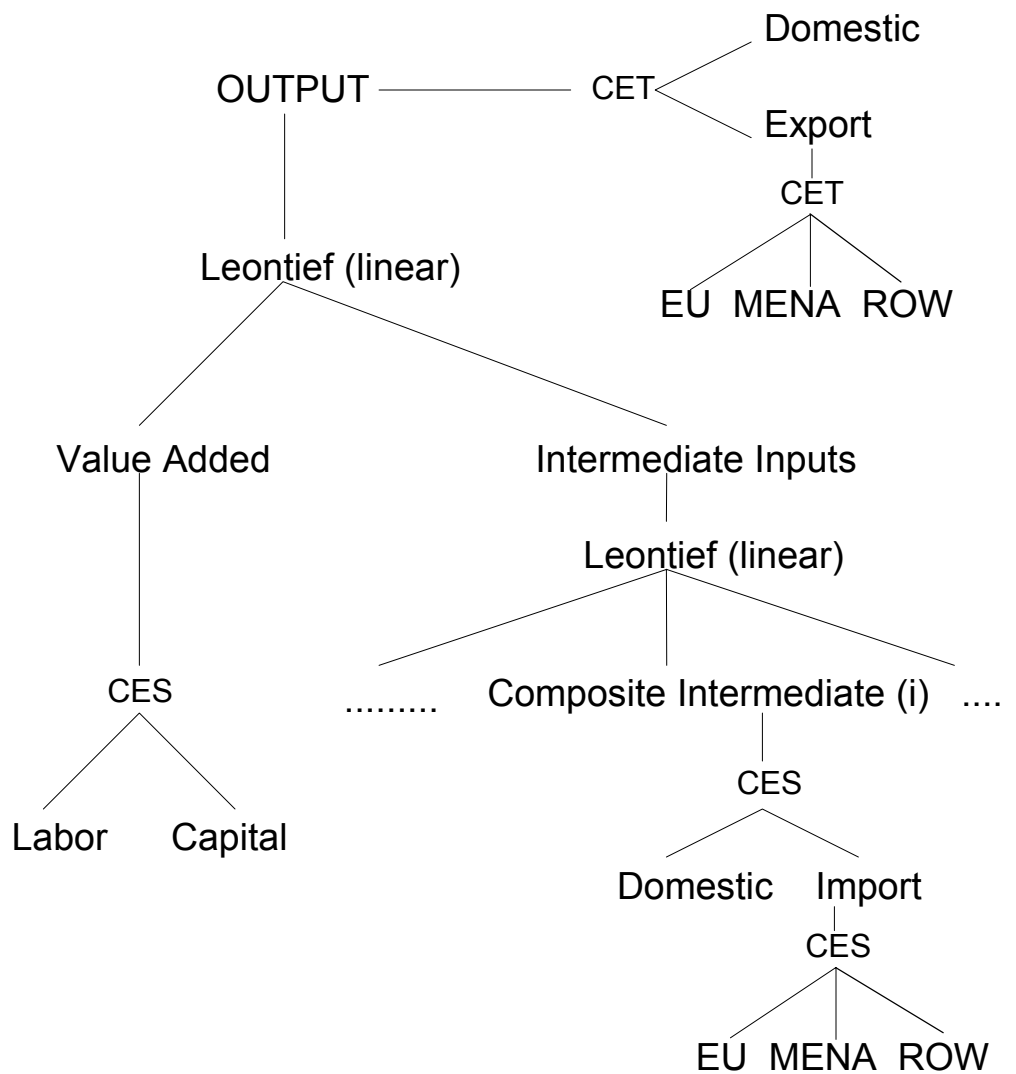 Domestic
OUTPUT CET
Export
CET
Leontief (linear)
EU MENA ROW
Value Added Intermediate Inputs
Leontief (linear)
CES ......... Composite Intermediate (i) ....
CES
Labor Capital
Domestic Import
CES
EU MENA ROW